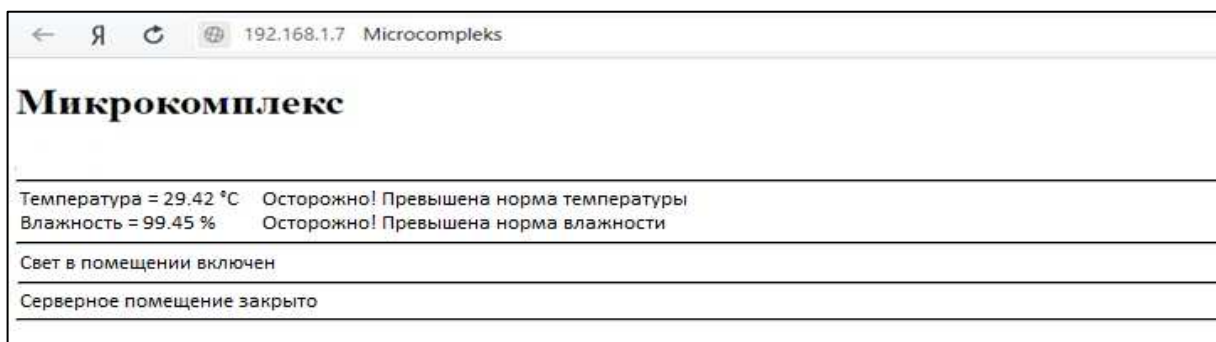 ← Я 192.168.1.7 Microcompleks
Микрокомплекс
Температура = 29.42 °C Осторожно! Превышена норма температуры
Влажность = 99.45 % Осторожно! Превышена норма влажности
Свет в помещении включен
Серверное помещение закрыто